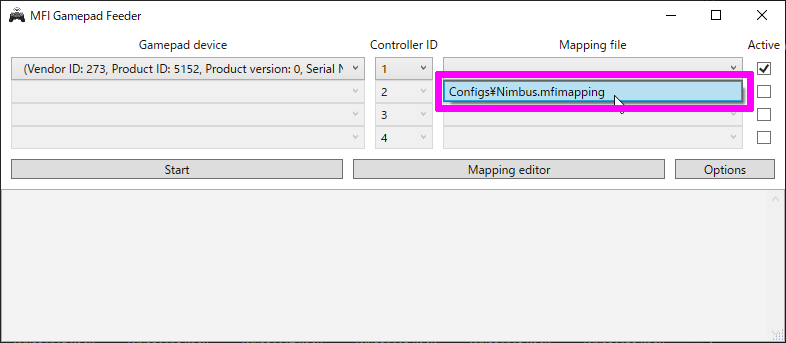 MFI Gamepad Feeder
Gamepad device Controller ID Mapping file Active
(Vendor ID: 273, Product ID: 5152, Product version: 0, Serial 1
2 Configs¥Nimbus.mfimapping
3
4
Start Mapping editor Options